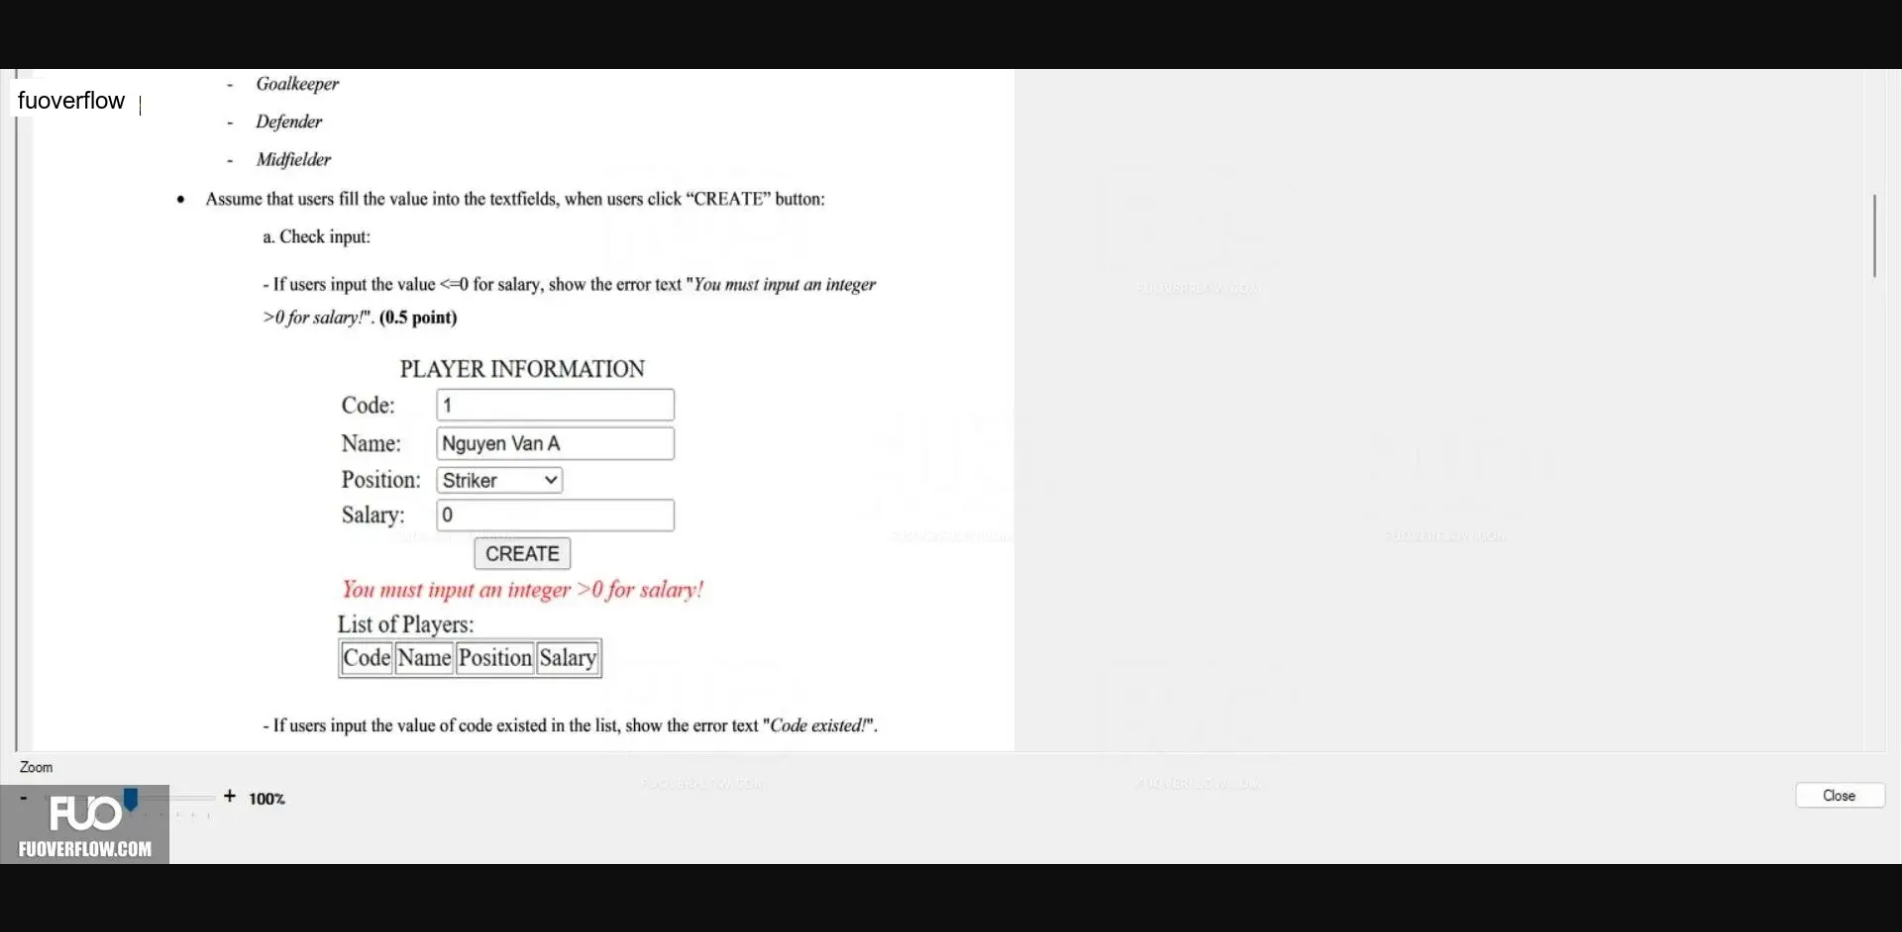 - Goalkeeper
fuoverflow |
- Defender
- Midfielder
• Assume that users fill the value into the textfields, when users click “CREATE” button:
a. Check input:
- If users input the value <=0 for salary, show the error text "You must input an integer
>0 for salary!". (0.5 point)
PLAYER INFORMATION
Code: 1
Name: Nguyen Van A
Position: Striker
Salary: 0
CREATE
You must input an integer >0 for salary!
List of Players:
Code Name Position Salary
- If users input the value of code existed in the list, show the error text "Code existed!".
Zoom
- + 100%
Close
FUO
FUOVERFLOW.COM